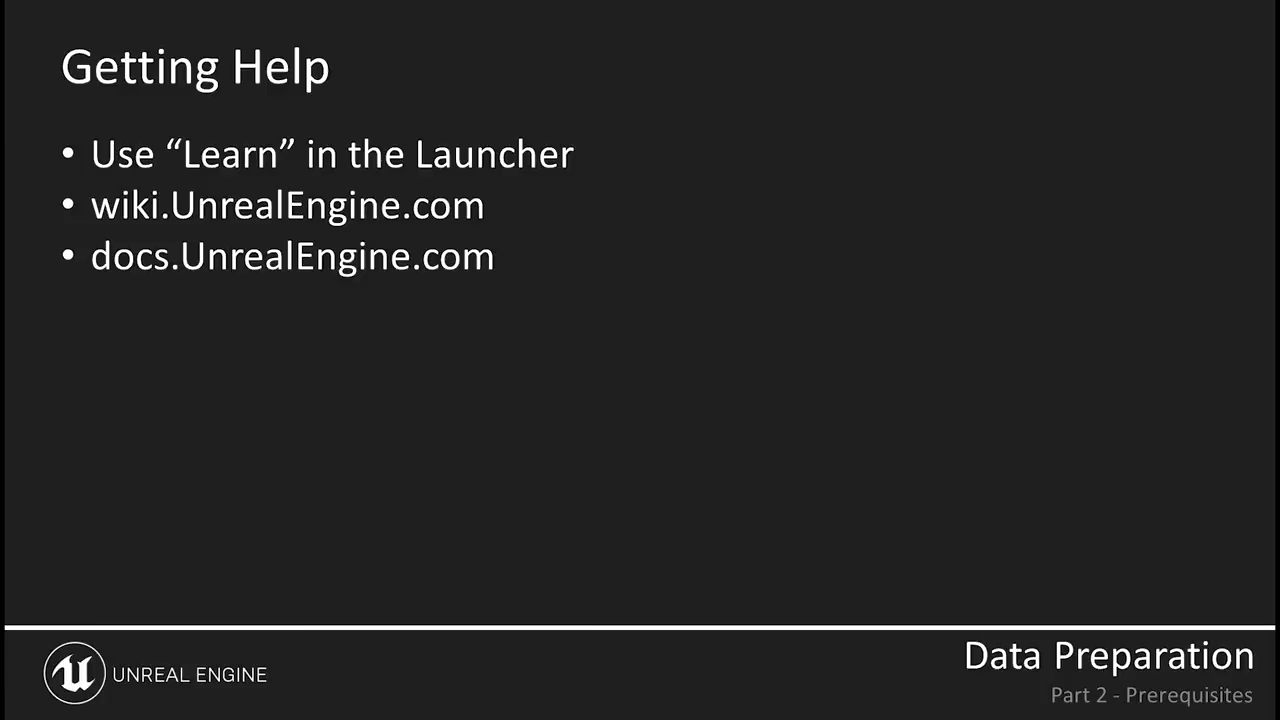 Getting Help
• Use “Learn” in the Launcher
• wiki.UnrealEngine.com
• docs.UnrealEngine.com
UNREAL ENGINE
Data Preparation
Part 2 - Prerequisites